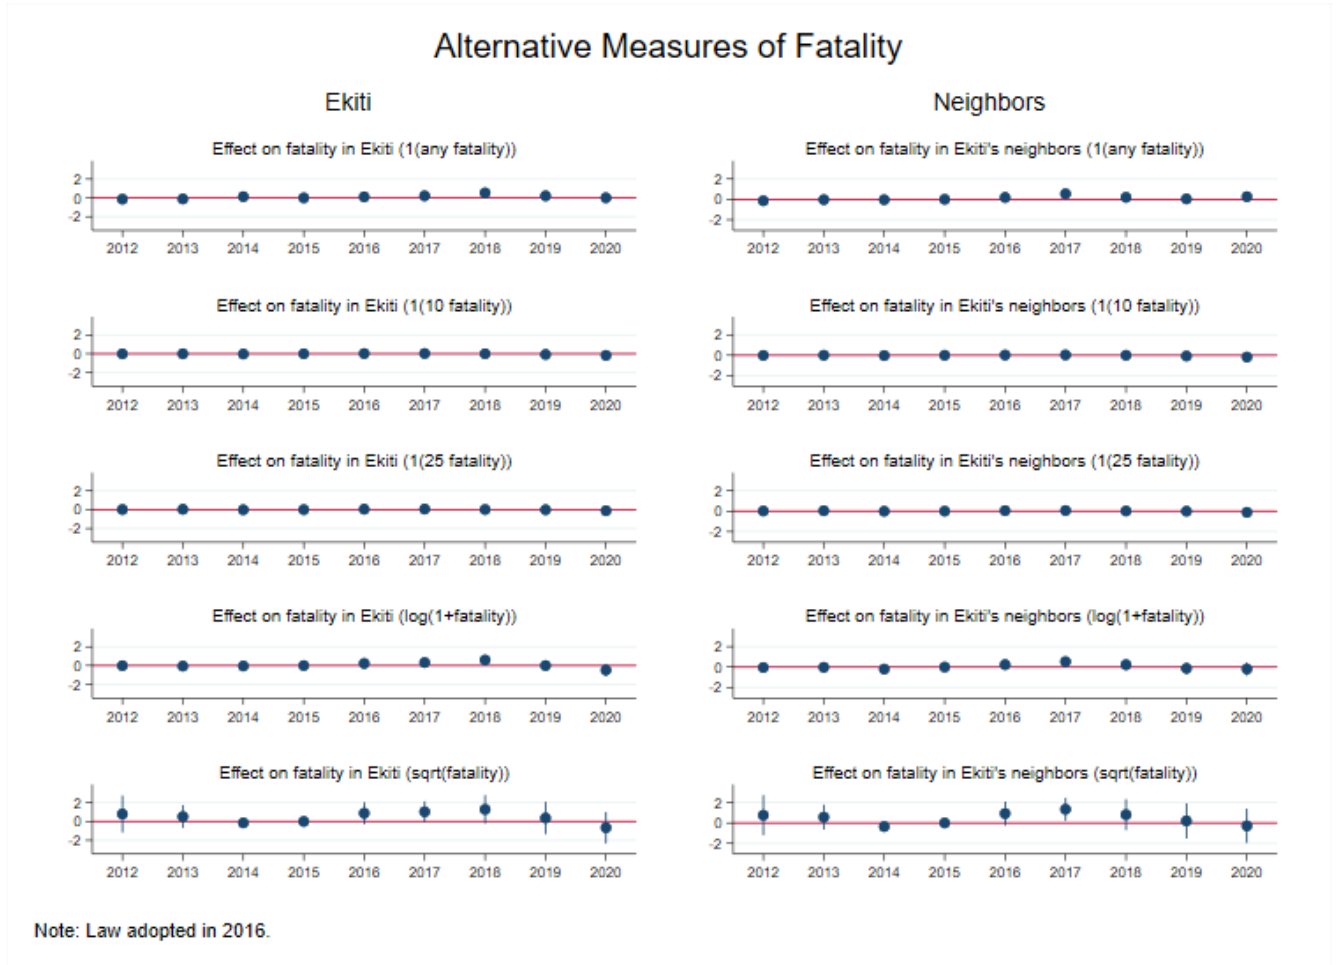 Alternative Measures of Fatality
Ekiti
Neighbors
Effect on fatality in Ekiti (1(any fatality))
2
0
-2
2012 2013 2014 2015 2016 2017 2018 2019 2020
Effect on fatality in Ekiti's neighbors (1(any fatality))
2
0
-2
2012 2013 2014 2015 2016 2017 2018 2019 2020
Effect on fatality in Ekiti (1(10 fatality))
2
0
-2
2012 2013 2014 2015 2016 2017 2018 2019 2020
Effect on fatality in Ekiti's neighbors (1(10 fatality))
2
0
-2
2012 2013 2014 2015 2016 2017 2018 2019 2020
Effect on fatality in Ekiti (1(25 fatality))
2
0
-2
2012 2013 2014 2015 2016 2017 2018 2019 2020
Effect on fatality in Ekiti's neighbors (1(25 fatality))
2
0
-2
2012 2013 2014 2015 2016 2017 2018 2019 2020
Effect on fatality in Ekiti (log(1+fatality))
2
0
-2
2012 2013 2014 2015 2016 2017 2018 2019 2020
Effect on fatality in Ekiti's neighbors (log(1+fatality))
2
0
-2
2012 2013 2014 2015 2016 2017 2018 2019 2020
Effect on fatality in Ekiti (sqrt(fatality))
2
0
-2
2012 2013 2014 2015 2016 2017 2018 2019 2020
Effect on fatality in Ekiti's neighbors (sqrt(fatality))
2
0
-2
2012 2013 2014 2015 2016 2017 2018 2019 2020
Note: Law adopted in 2016.